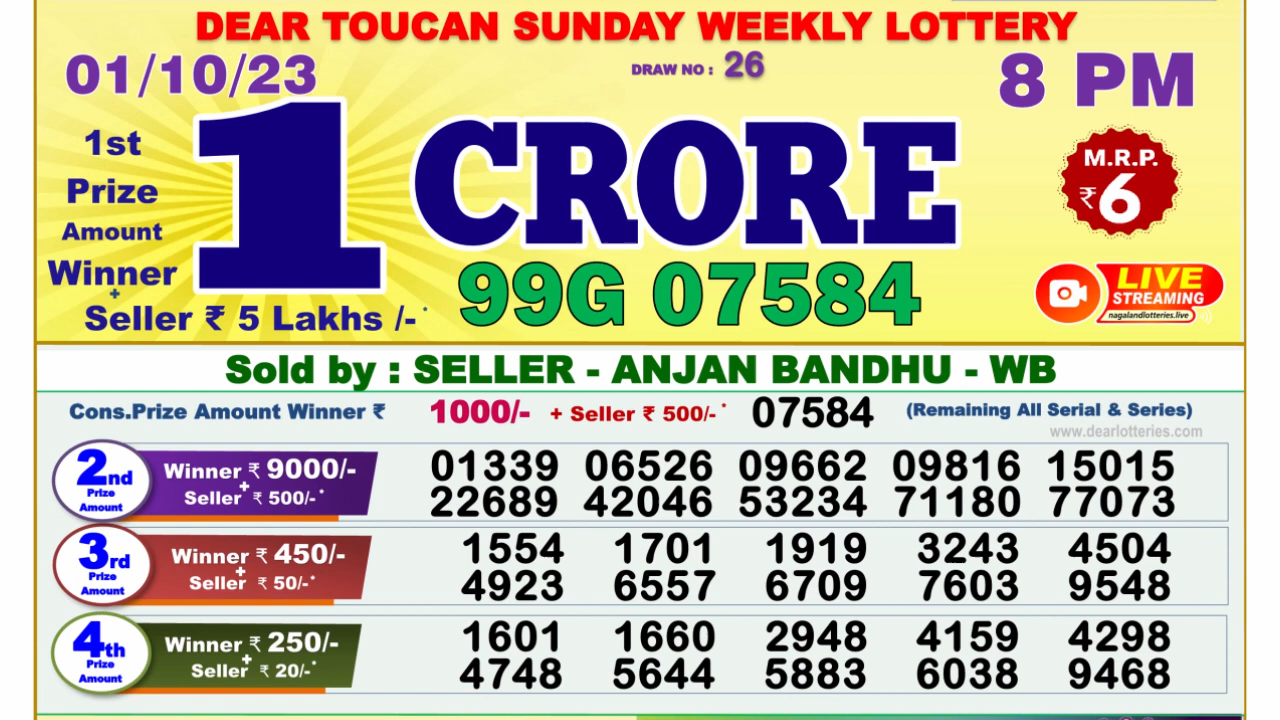 DEAR TOUCAN SUNDAY WEEKLY LOTTERY
01/10/23
DRAW NO : 26
8 PM
1st
Prize
Amount
Winner
+
Seller ₹ 5 Lakhs /-*
1 CRORE
99G 07584
M.R.P.
₹6
LIVE
STREAMING
nagalandlotteries.live
Sold by : SELLER - ANJAN BANDHU - WB
Cons.Prize Amount Winner ₹ 1000/- + Seller ₹ 500/-* 07584 (Remaining All Serial & Series)
www.dearlotteries.com
2nd
Prize
Amount
Winner ₹ 9000/-
+
Seller ₹ 500/-*
01339 06526 09662 09816 15015
22689 42046 53234 71180 77073
3rd
Prize
Amount
Winner ₹ 450/-
+
Seller ₹ 50/-*
1554 1701 1919 3243 4504
4923 6557 6709 7603 9548
4th
Prize
Amount
Winner ₹ 250/-
+
Seller ₹ 20/-*
1601 1660 2948 4159 4298
4748 5644 5883 6038 9468